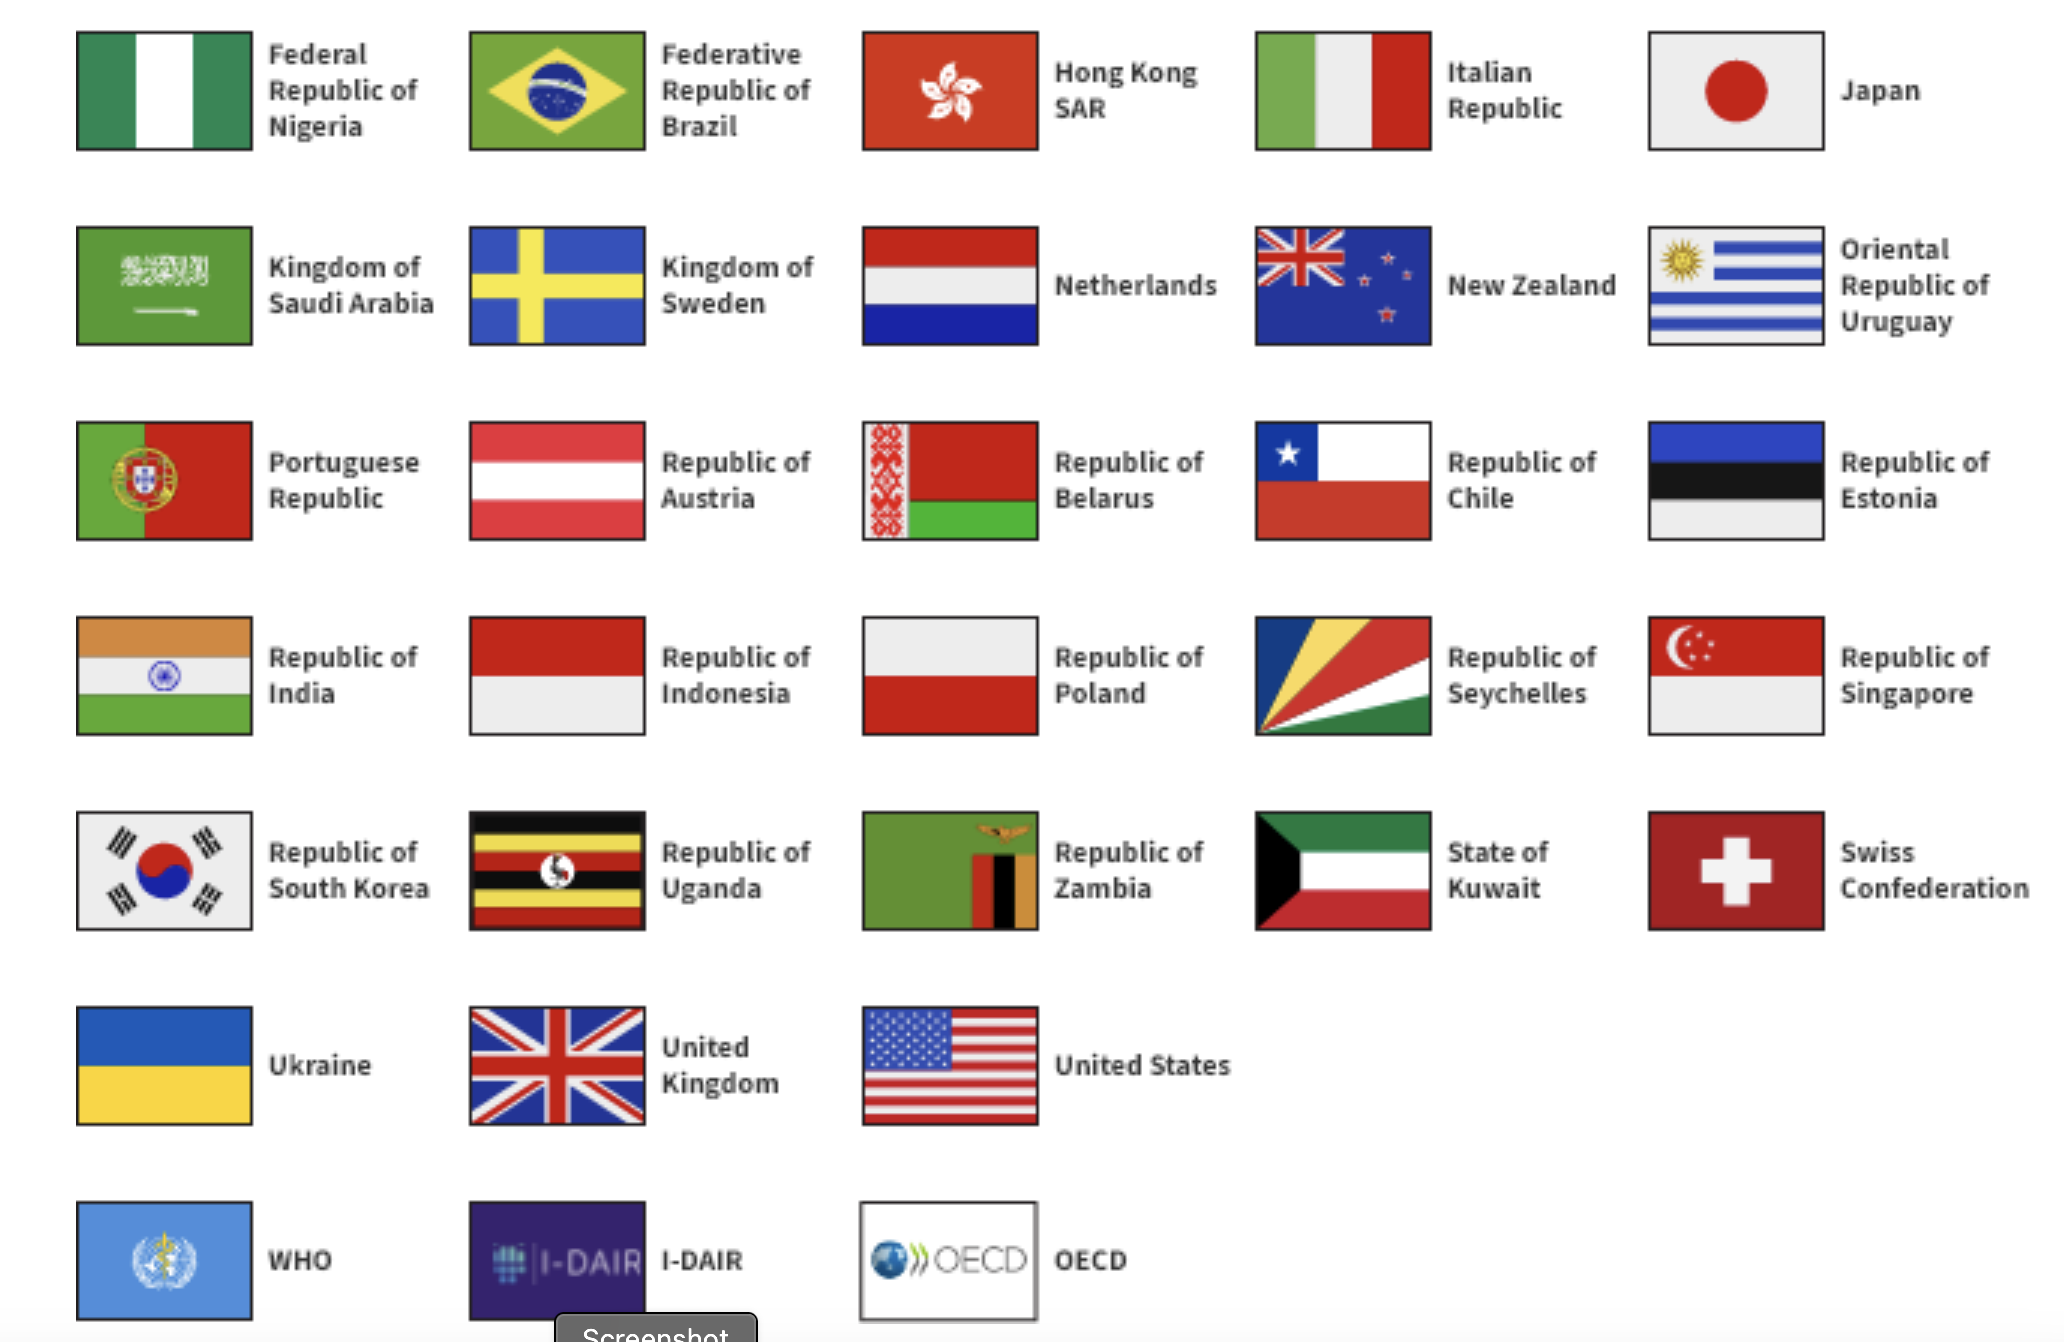 Federal
Republic of
Nigeria
Federative
Republic of
Brazil
Hong Kong
SAR
Italian
Republic
Japan
Kingdom of
Saudi Arabia
Kingdom of
Sweden
Netherlands
New Zealand
Oriental
Republic of
Uruguay
Portuguese
Republic
Republic of
Austria
Republic of
Belarus
Republic of
Chile
Republic of
Estonia
Republic of
India
Republic of
Indonesia
Republic of
Poland
Republic of
Seychelles
Republic of
Singapore
Republic of
South Korea
Republic of
Uganda
Republic of
Zambia
State of
Kuwait
Swiss
Confederation
Ukraine
United
Kingdom
United States
WHO
I-DAIR
I-DAIR
OECD
OECD
Screenshot